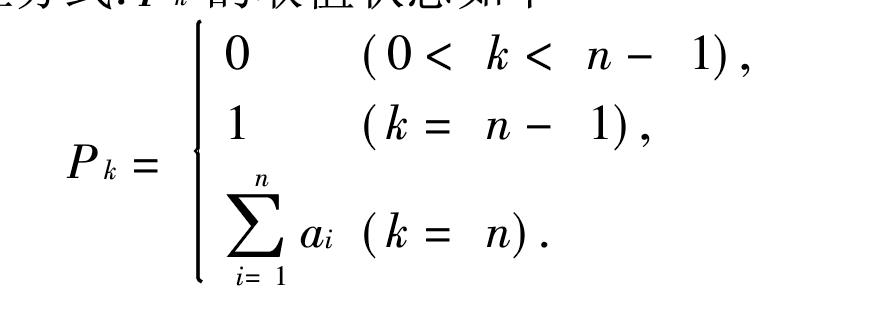 P_k = { 0 (0 < k < n − 1),
1 (k = n − 1),
∑_{i=1}^{n} a_i (k = n).